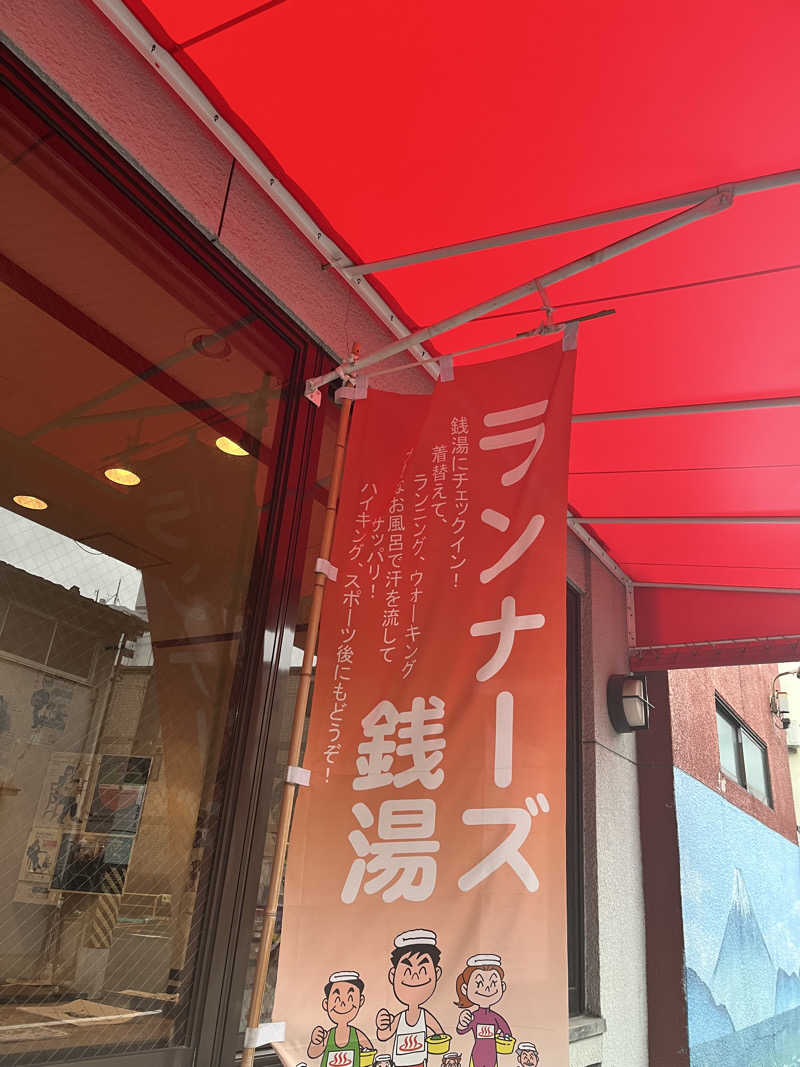 ランナーズ
銭湯
銭湯にチェックイン！
着替えて、
ランニング、ウォーキング
お風呂で汗を流して
サッパリ！
ハイキング、スポーツ後にもどうぞ！